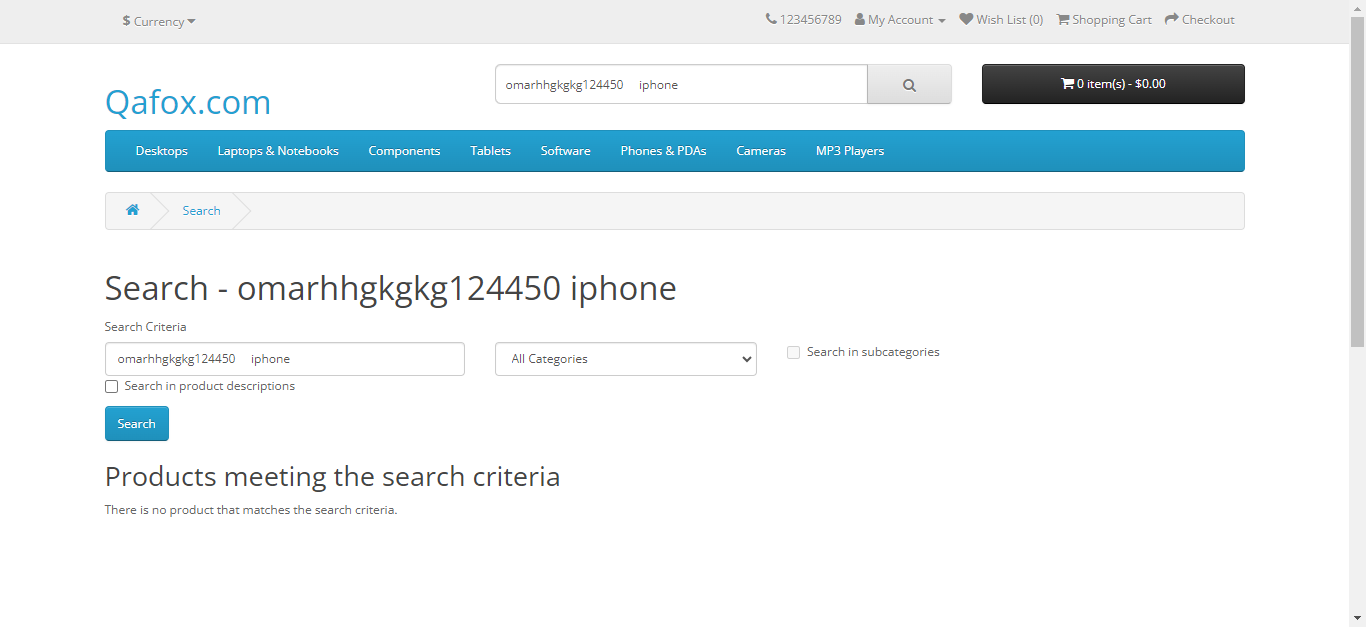 $ Currency
123456789 My Account Wish List (0) Shopping Cart Checkout
Qafox.com
omarhhgkgkg124450    iphone
0 item(s) - $0.00
Desktops Laptops & Notebooks Components Tablets Software Phones & PDAs Cameras MP3 Players
Search
Search - omarhhgkgkg124450 iphone
Search Criteria
omarhhgkgkg124450    iphone
All Categories
Search in subcategories
Search in product descriptions
Search
Products meeting the search criteria
There is no product that matches the search criteria.